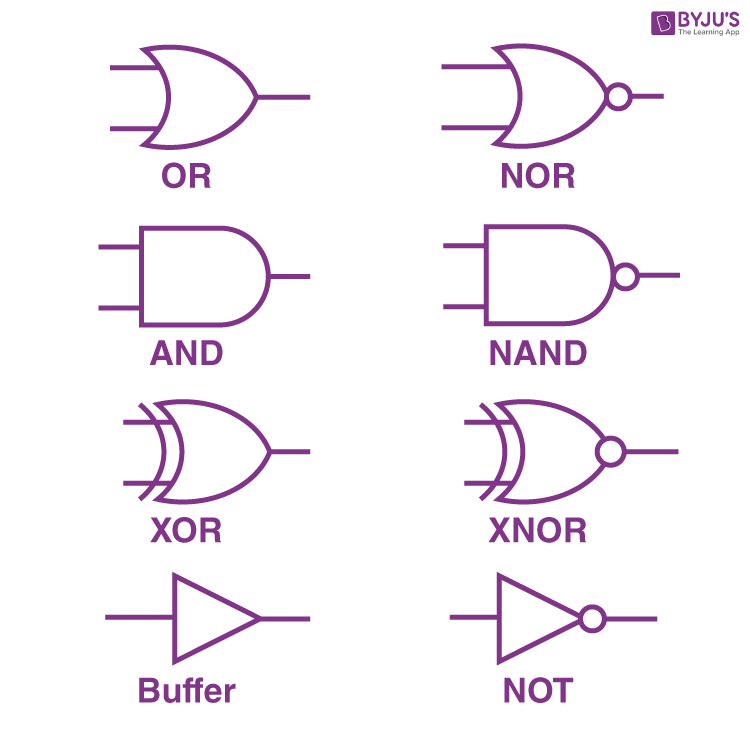 BYJU'S
The Learning App
OR
NOR
AND
NAND
XOR
XNOR
Buffer
NOT